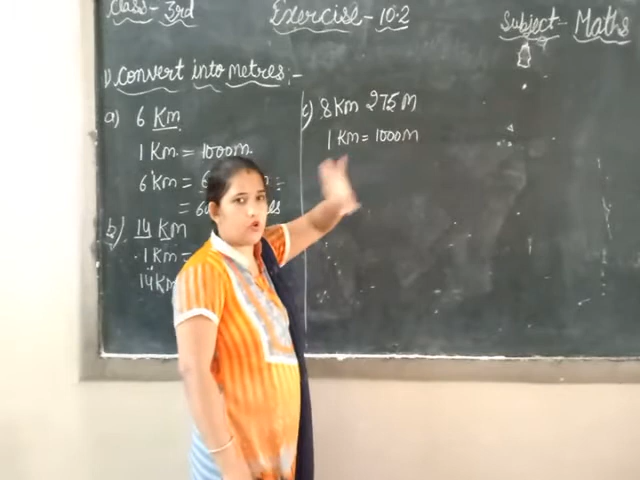 Class - 3rd
Exercise - 10.2
Subject - Maths
1) Convert into metres :-
a) 6 Km
1 Km = 1000m.
6 Km = 6
=
b) 14 Km
1 Km =
14 Km
c) 8 Km 275 M
1 Km = 1000 M